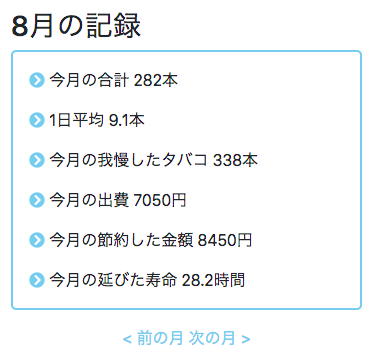 8月の記録
今月の合計 282本
1日平均 9.1本
今月の我慢したタバコ 338本
今月の出費 7050円
今月の節約した金額 8450円
今月の延びた寿命 28.2時間
< 前の月 次の月 >